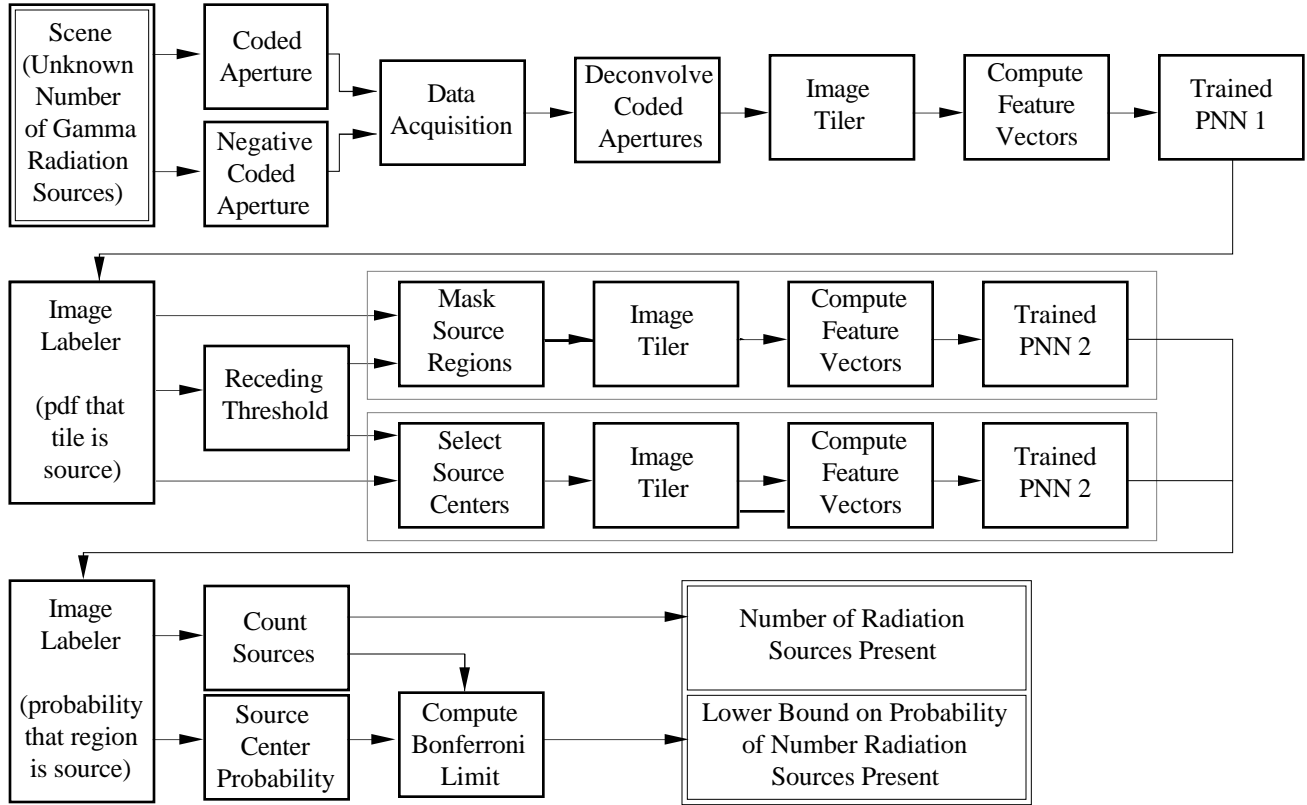 Scene
(Unknown
Number
of Gamma
Radiation
Sources)
Coded
Aperture
Negative
Coded
Aperture
Data
Acquisition
Deconvolve
Coded
Apertures
Image
Tiler
Compute
Feature
Vectors
Trained
PNN 1
Image
Labeler
(pdf that
tile is
source)
Receding
Threshold
Mask
Source
Regions
Image
Tiler
Compute
Feature
Vectors
Trained
PNN 2
Select
Source
Centers
Image
Tiler
Compute
Feature
Vectors
Trained
PNN 2
Image
Labeler
(probability
that region
is source)
Count
Sources
Source
Center
Probability
Compute
Bonferroni
Limit
Number of Radiation
Sources Present
Lower Bound on Probability
of Number Radiation
Sources Present